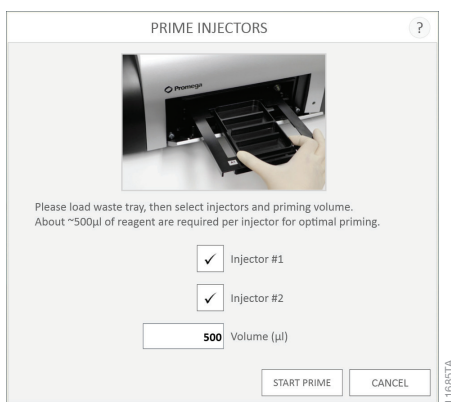 PRIME INJECTORS
?
Promega
Please load waste tray, then select injectors and priming volume.
About ~500µl of reagent are required per injector for optimal priming.
Injector #1
Injector #2
500 Volume (µl)
START PRIME CANCEL
11685TA